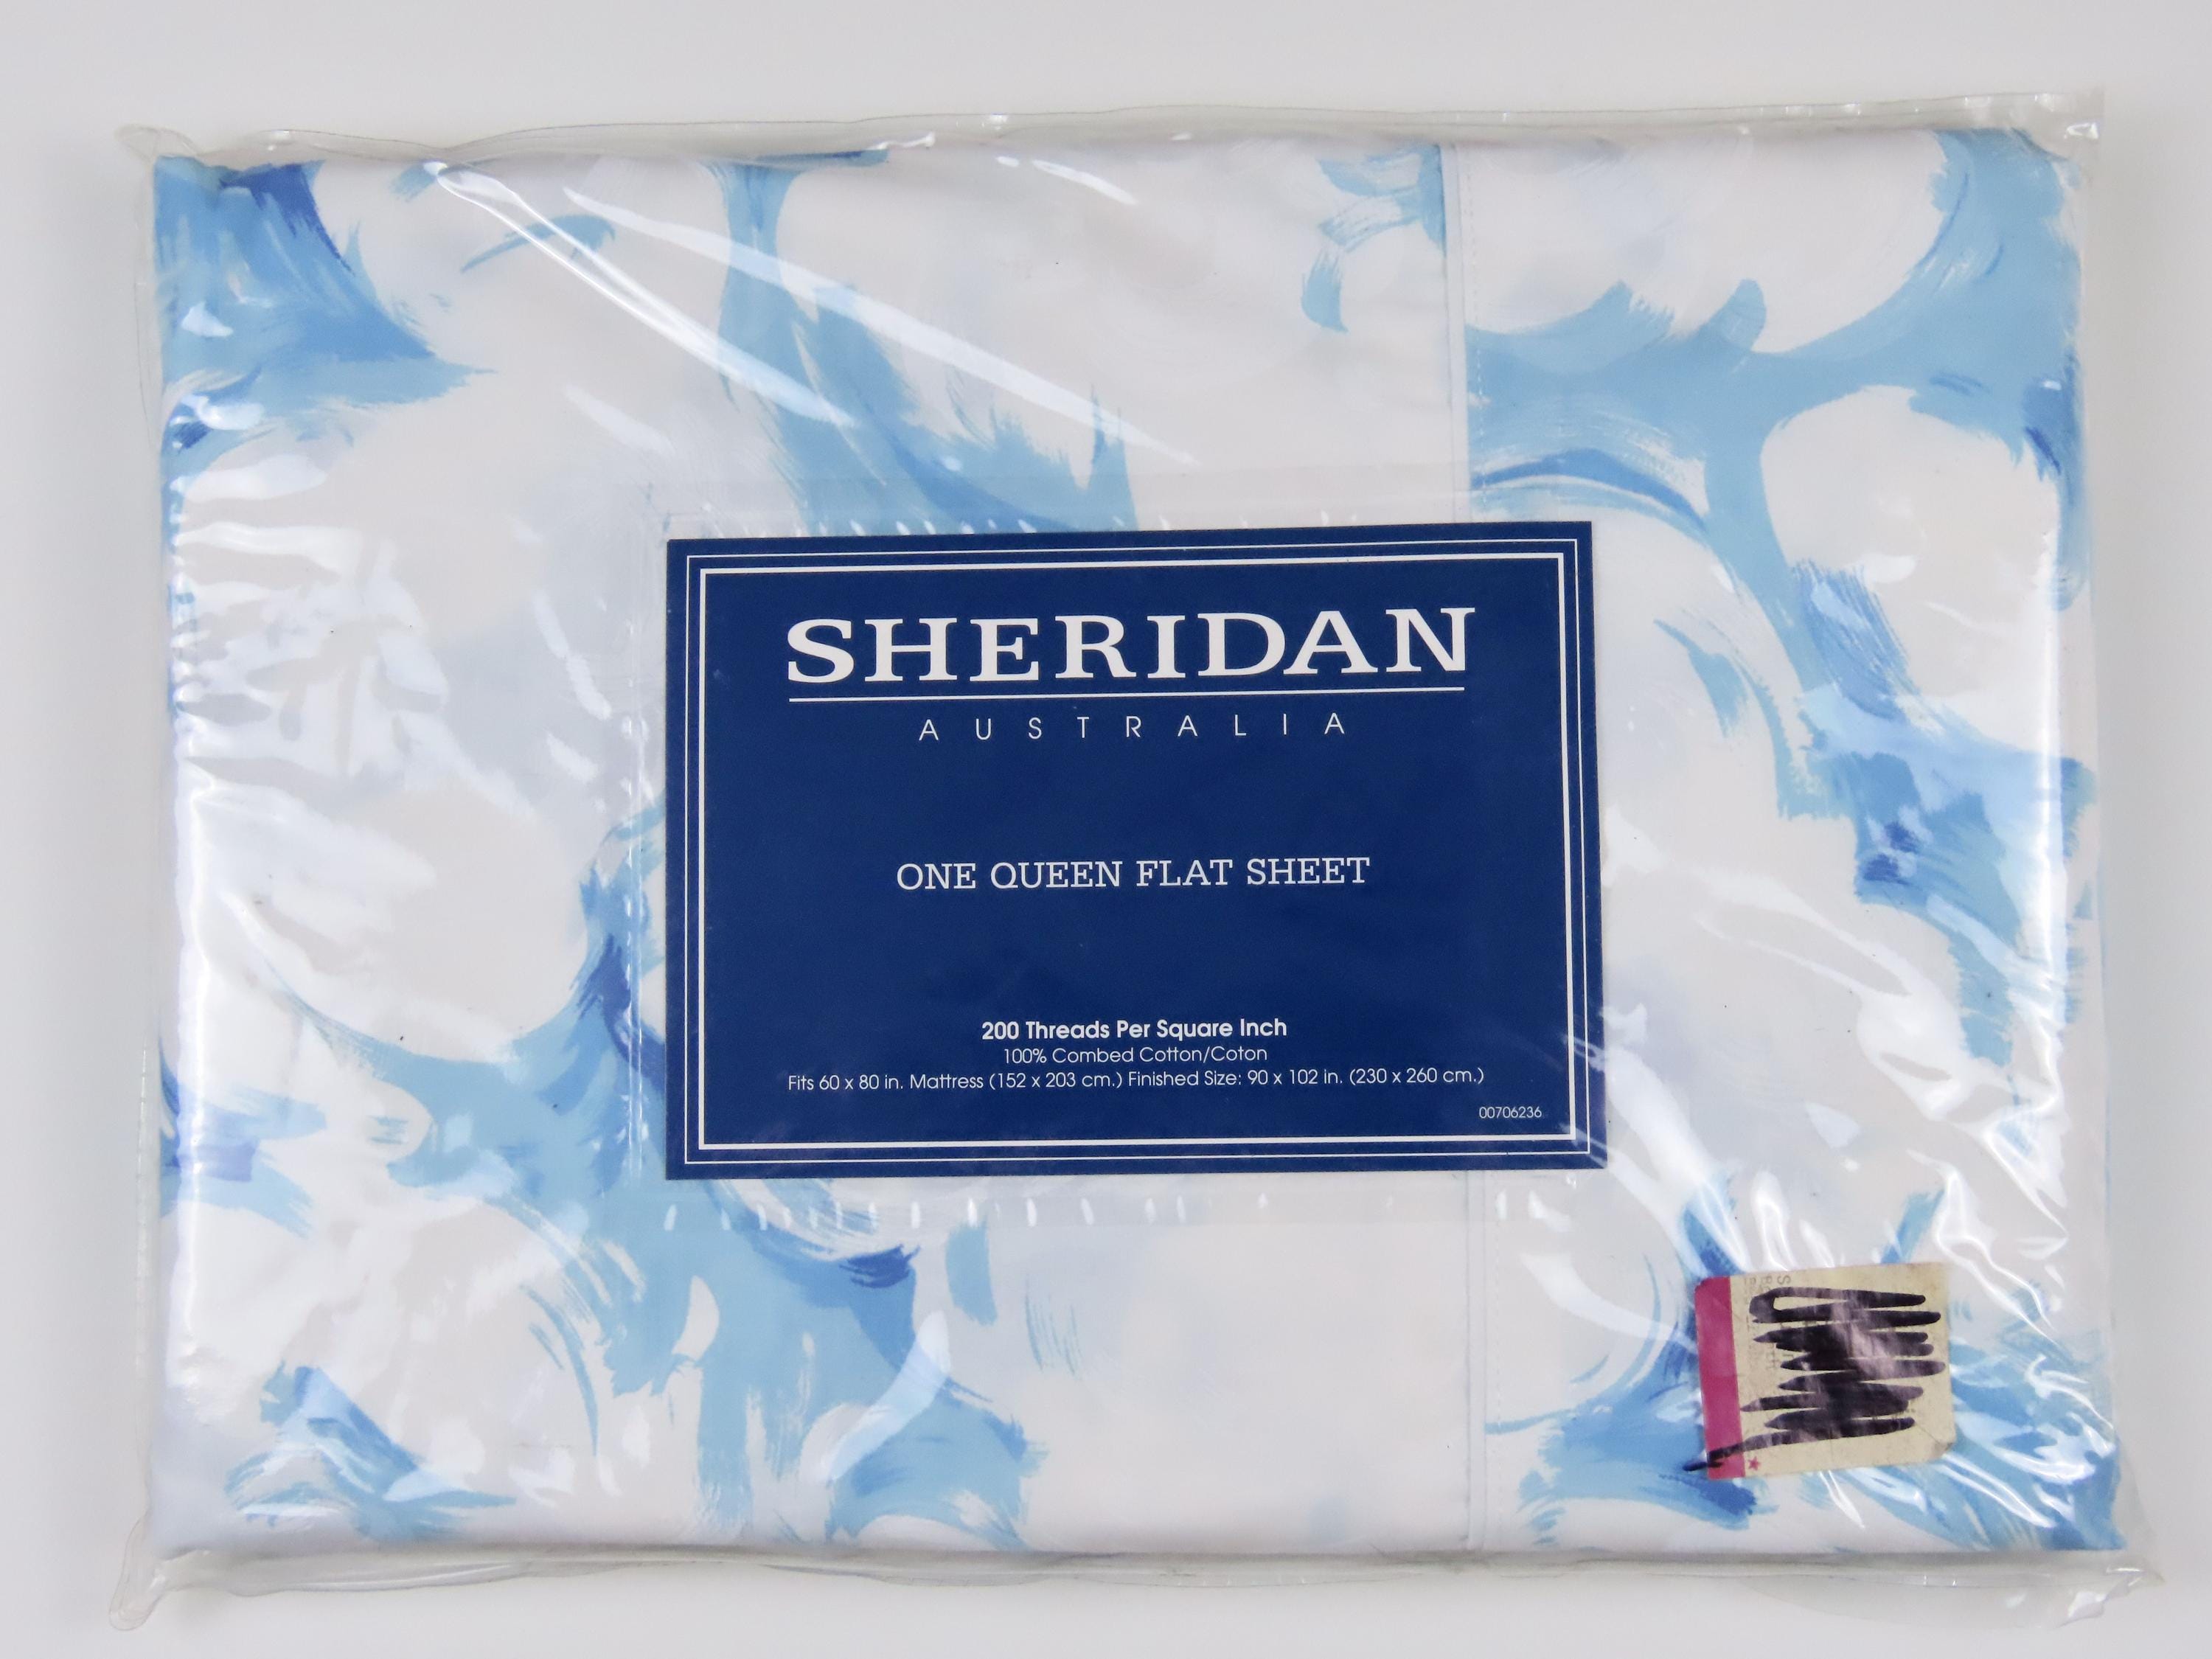 SHERIDAN
AUSTRALIA
ONE QUEEN FLAT SHEET
200 Threads Per Square Inch
100% Combed Cotton/Coton
Fits 60 x 80 in. Mattress (152 x 203 cm.) Finished Size: 90 x 102 in. (230 x 260 cm.)
00706236